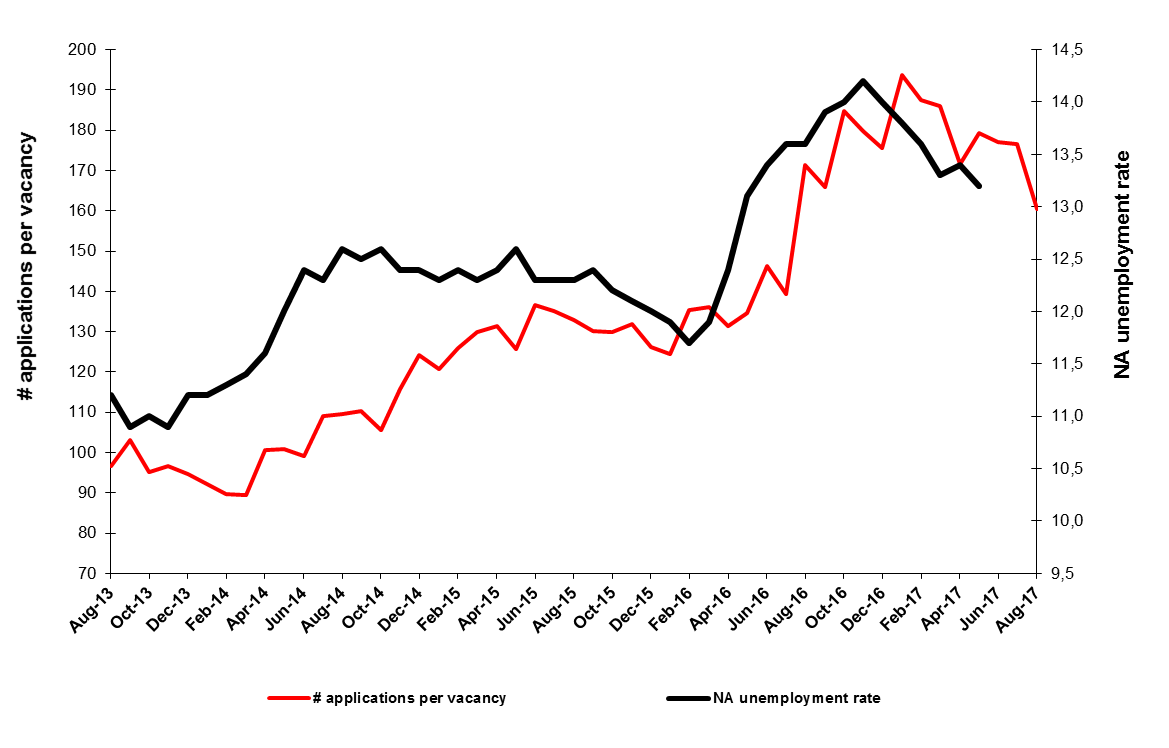 # applications per vacancy
200
190
180
170
160
150
140
130
120
110
100
90
80
70
14,5
14,0
13,5
13,0
12,5
12,0
11,5
11,0
10,5
10,0
9,5
NA unemployment rate
Aug-13
Oct-13
Dec-13
Feb-14
Apr-14
Jun-14
Aug-14
Oct-14
Dec-14
Feb-15
Apr-15
Jun-15
Aug-15
Oct-15
Dec-15
Feb-16
Apr-16
Jun-16
Aug-16
Oct-16
Dec-16
Feb-17
Apr-17
Jun-17
Aug-17
# applications per vacancy
NA unemployment rate